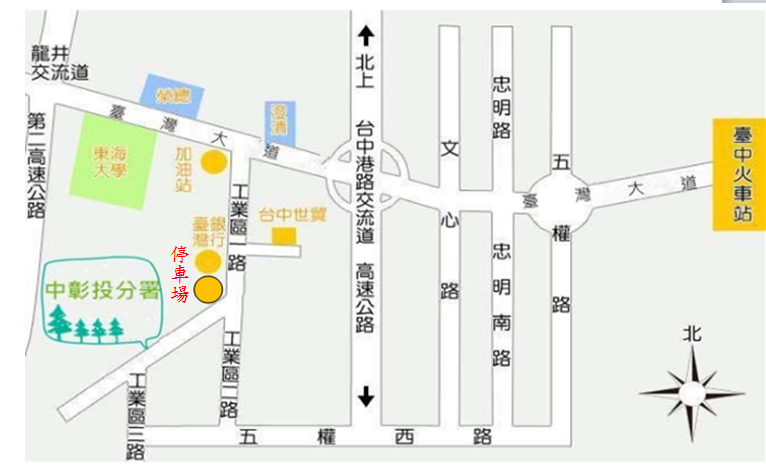 龍井
交流道
榮總
澄清
臺灣大道
北上
台中港路交流道
高速公路
文心路
忠明路
忠明南路
五權路
臺灣大道
臺中火車站
第二高速公路
東海
大學
加油站
工業區一路
台中世貿
臺灣
銀行
停車場
中彰投分署
工業區二路
工業區三路
五權西路
北